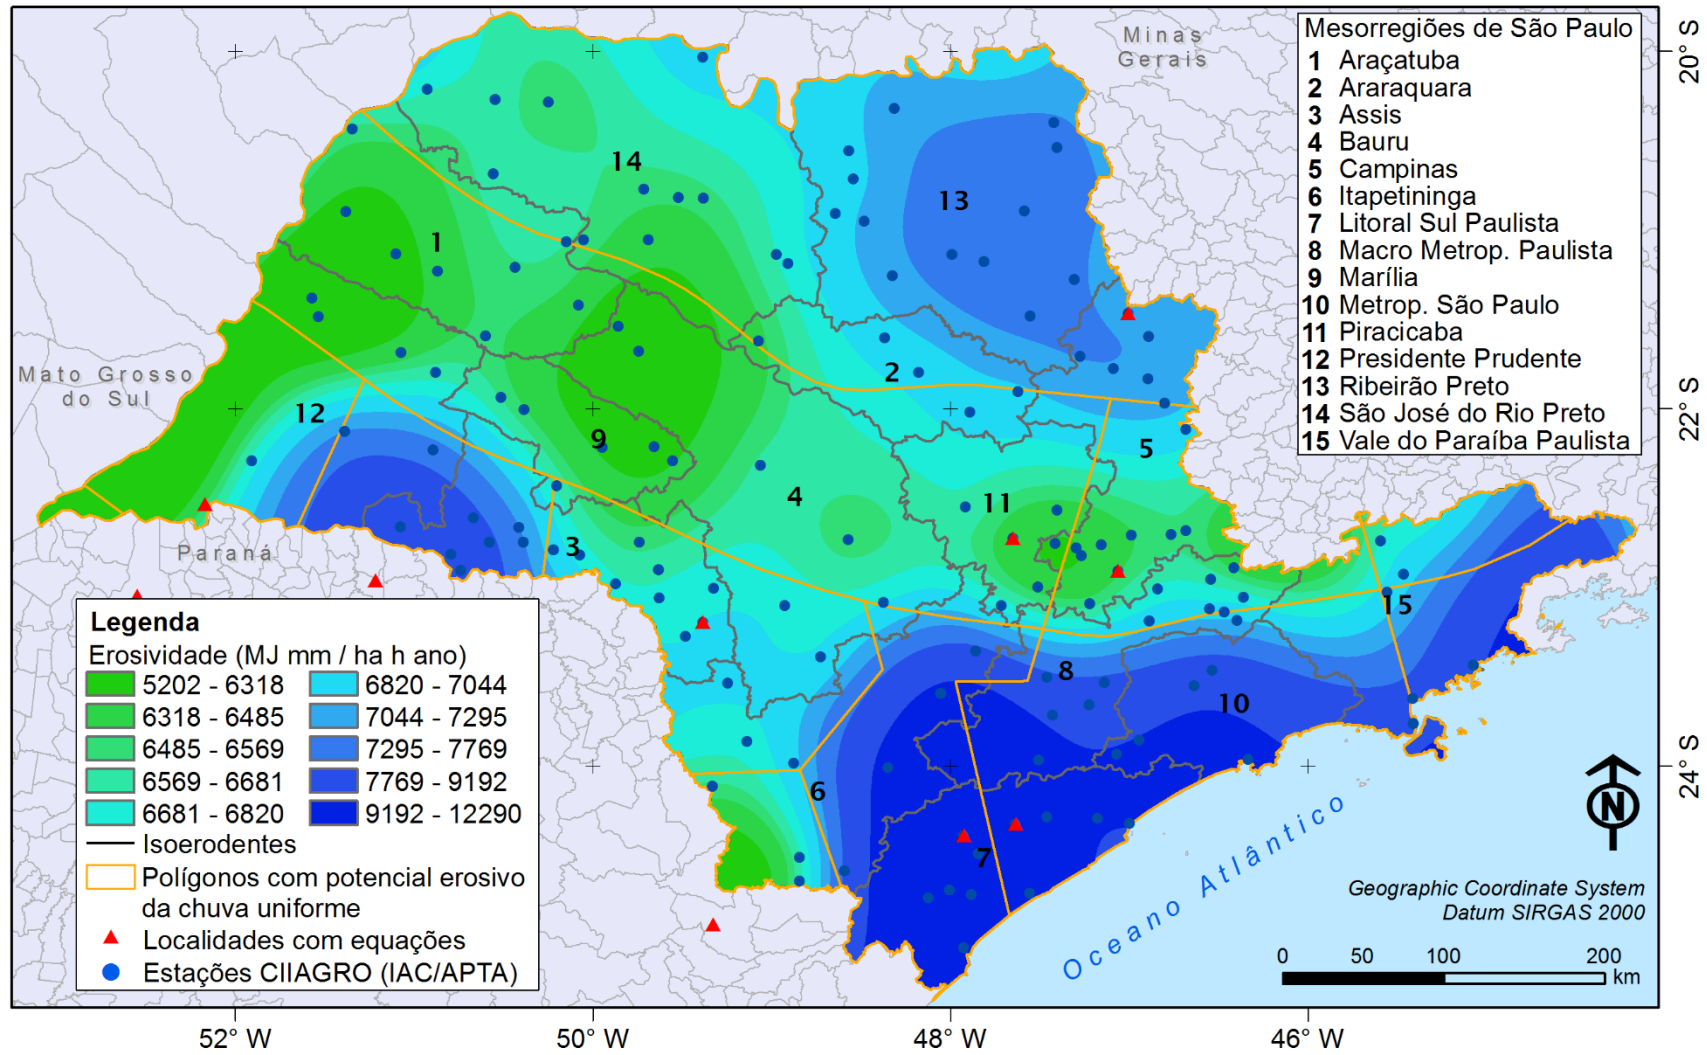 Minas
Gerais
Mato Grosso
do Sul
Paraná
Oceano Atlântico
1
2
3
4
5
6
7
8
9
10
11
12
13
14
15
Mesorregiões de São Paulo
1 Araçatuba
2 Araraquara
3 Assis
4 Bauru
5 Campinas
6 Itapetininga
7 Litoral Sul Paulista
8 Macro Metrop. Paulista
9 Marília
10 Metrop. São Paulo
11 Piracicaba
12 Presidente Prudente
13 Ribeirão Preto
14 São José do Rio Preto
15 Vale do Paraíba Paulista
20° S
22° S
24° S
Legenda
Erosividade (MJ mm / ha h ano)
5202 - 6318
6318 - 6485
6485 - 6569
6569 - 6681
6681 - 6820
6820 - 7044
7044 - 7295
7295 - 7769
7769 - 9192
9192 - 12290
Isoerodentes
Polígonos com potencial erosivo
da chuva uniforme
Localidades com equações
Estações CIIAGRO (IAC/APTA)
N
Geographic Coordinate System
Datum SIRGAS 2000
0 50 100 200
km
52° W
50° W
48° W
46° W